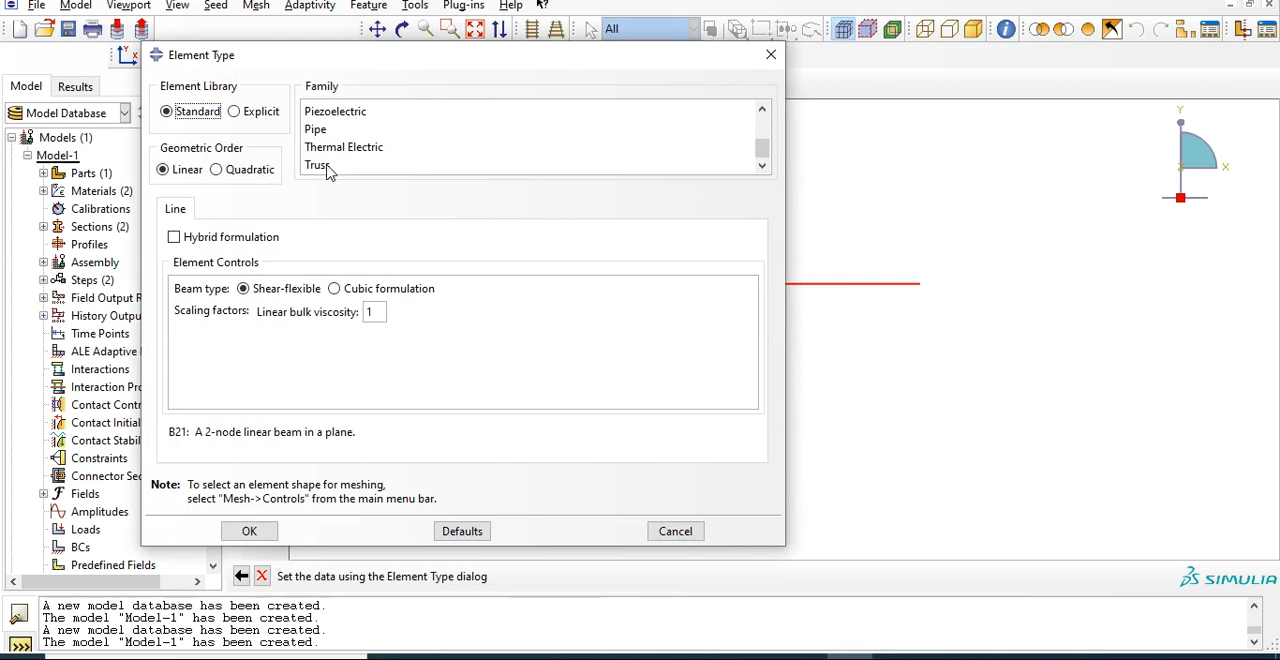 File Model Viewport View Seed Mesh Adaptivity Feature Tools Plug-ins Help
All
Element Type
Model Results
Model Database
Models (1)
Model-1
Parts (1)
Materials (2)
Calibrations
Sections (2)
Profiles
Assembly
Steps (2)
Field Output R
History Outpu
Time Points
ALE Adaptive
Interactions
Interaction Pro
Contact Contr
Contact Initial
Contact Stabil
Constraints
Connector Sec
Fields
Amplitudes
Loads
BCs
Predefined Fields
Element Library
Standard Explicit
Geometric Order
Linear Quadratic
Family
Piezoelectric
Pipe
Thermal Electric
Truss
Line
Hybrid formulation
Element Controls
Beam type: Shear-flexible Cubic formulation
Scaling factors: Linear bulk viscosity: 1
B21: A 2-node linear beam in a plane.
Note: To select an element shape for meshing,
select "Mesh->Controls" from the main menu bar.
OK Defaults Cancel
Y
Z X
Set the data using the Element Type dialog
SIMULIA
A new model database has been created.
The model "Model-1" has been created.
A new model database has been created.
The model "Model-1" has been created.
>>>